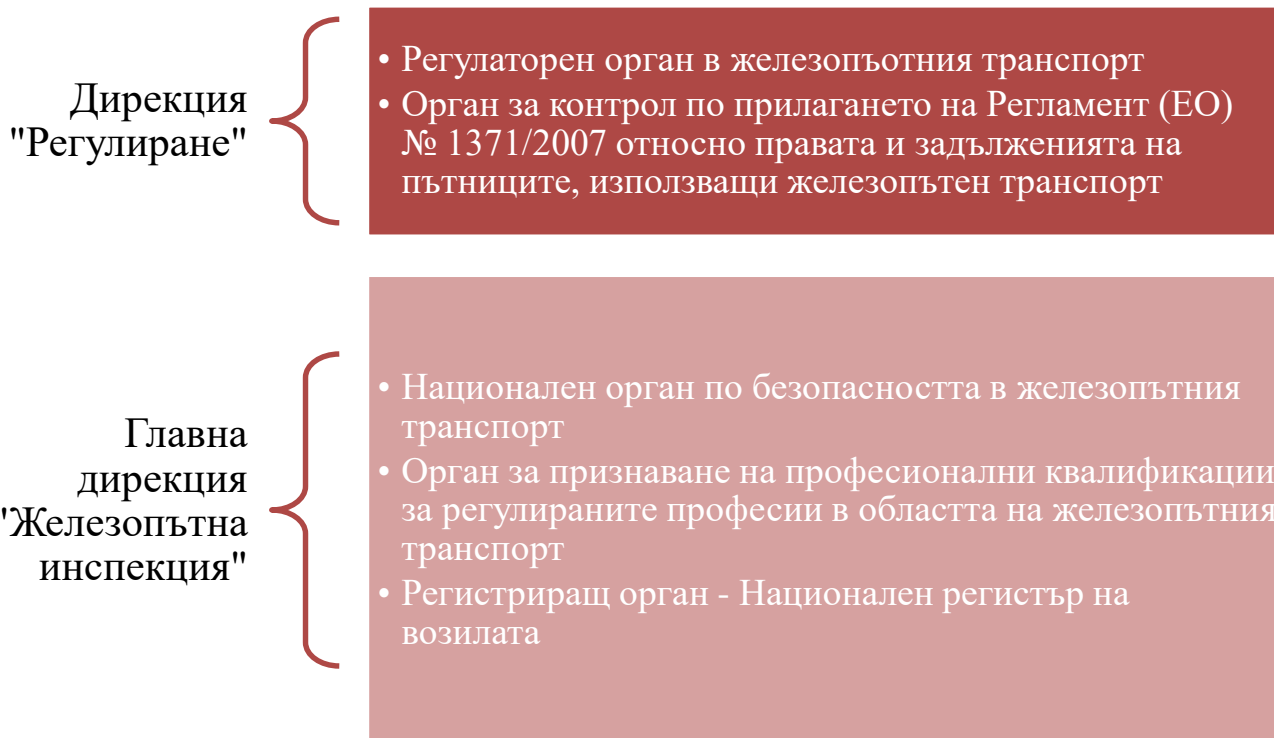 Дирекция
"Регулиране"
• Регулаторен орган в железопъотния транспорт
• Орган за контрол по прилагането на Регламент (ЕО)
№ 1371/2007 относно правата и задълженията на
пътниците, използващи железопътен транспорт
Главна
дирекция
"Железопътна
инспекция"
• Национален орган по безопасността в железопътния
транспорт
• Орган за признаване на професионални квалификации
за регулираните професии в областта на железопътния
транспорт
• Регистриращ орган - Национален регистър на
возилата